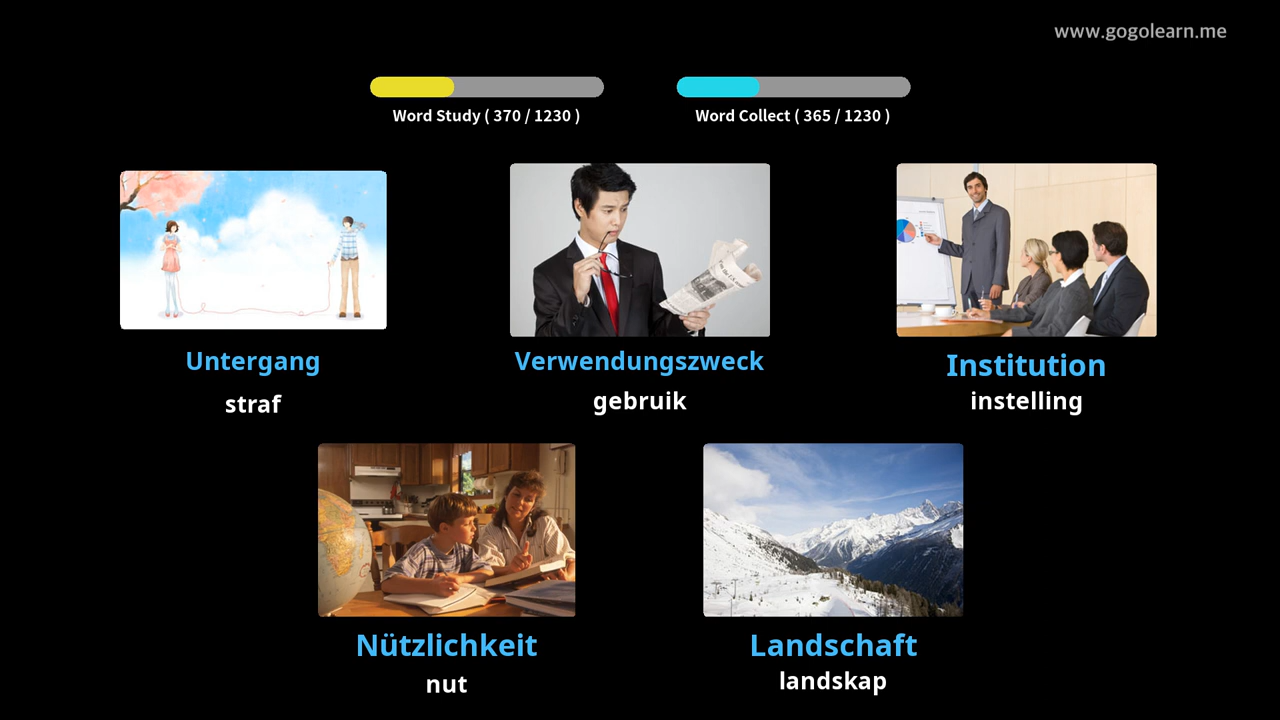 www.gogolearn.me
Word Study ( 370 / 1230 )
Word Collect ( 365 / 1230 )
Untergang
straf
Verwendungszweck
gebruik
Institution
instelling
Nützlichkeit
nut
Landschaft
landskap